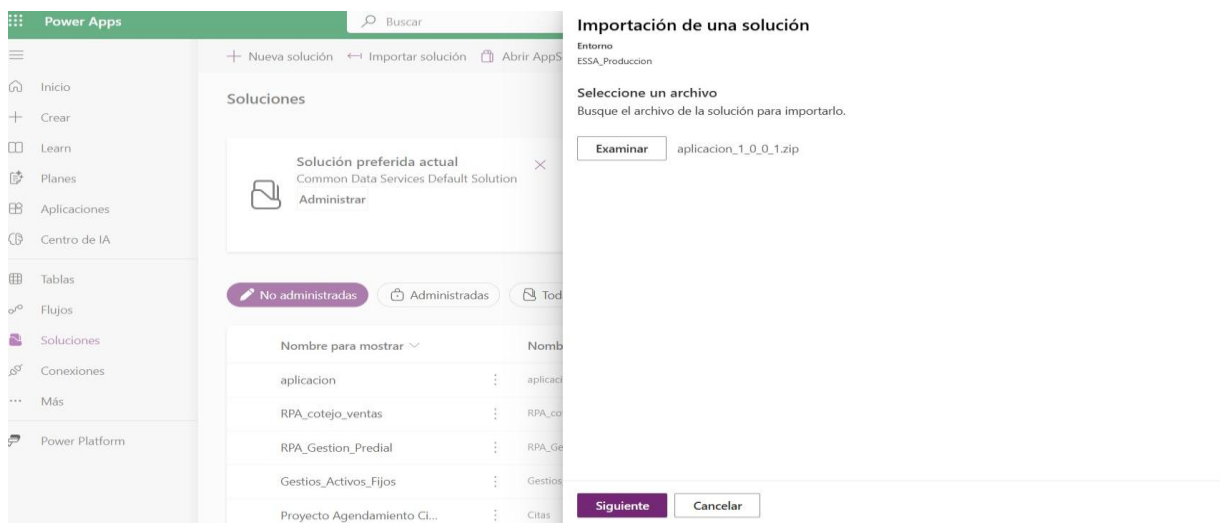 Power Apps
Buscar
Nueva solución
Importar solución
Abrir AppS
Inicio
Crear
Learn
Planes
Aplicaciones
Centro de IA
Tablas
Flujos
Soluciones
Conexiones
Más
Power Platform
Soluciones
Solución preferida actual
Common Data Services Default Solution
Administrar
No administradas
Administradas
Tod
Nombre para mostrar
Nomb
aplicacion
aplicaci
RPA_cotejo_ventas
RPA_co
RPA_Gestion_Predial
RPA_Ge
Gestios_Activos_Fijos
Gestios
Proyecto Agendamiento Ci...
Citas
Importación de una solución
Entorno
ESSA_Produccion
Seleccione un archivo
Busque el archivo de la solución para importarlo.
Examinar
aplicacion_1_0_0_1.zip
Siguiente
Cancelar